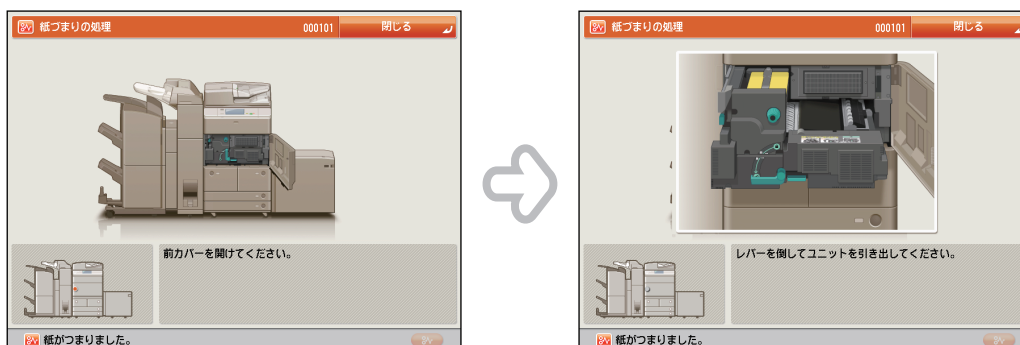 紙づまりの処理 000101 閉じる
前カバーを開けてください。
紙がつまりました。
紙づまりの処理 000101 閉じる
レバーを倒してユニットを引き出してください。
紙がつまりました。